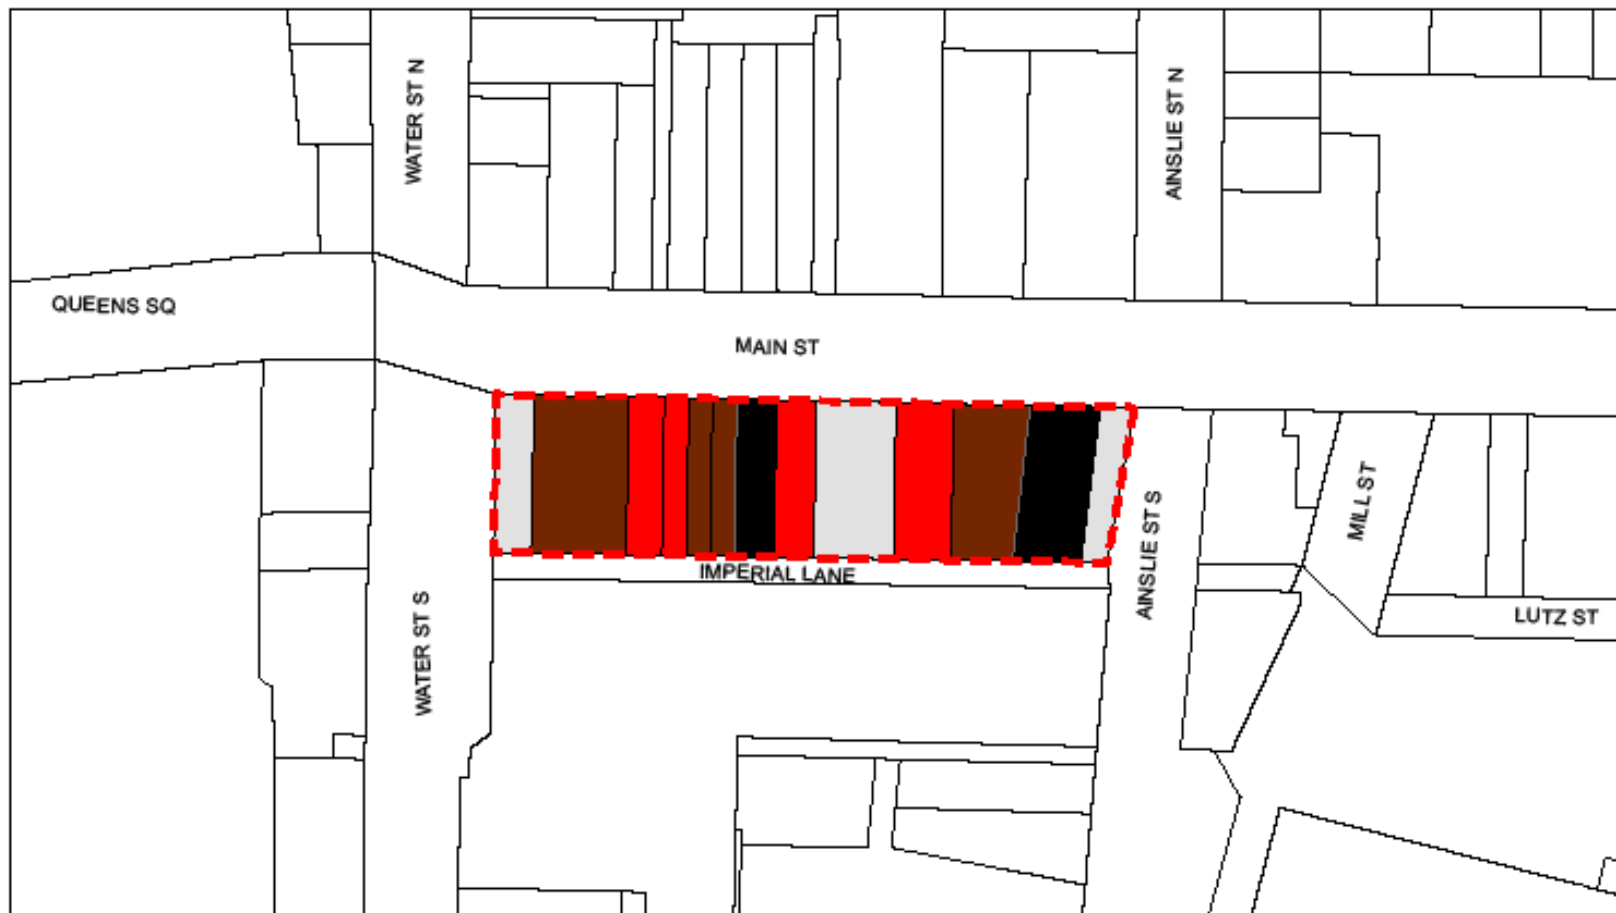 WATER ST N
AINSLIE ST N
QUEENS SQ
MAIN ST
MILL ST
AINSLIE ST S
IMPERIAL LANE
LUTZ ST
WATER ST S